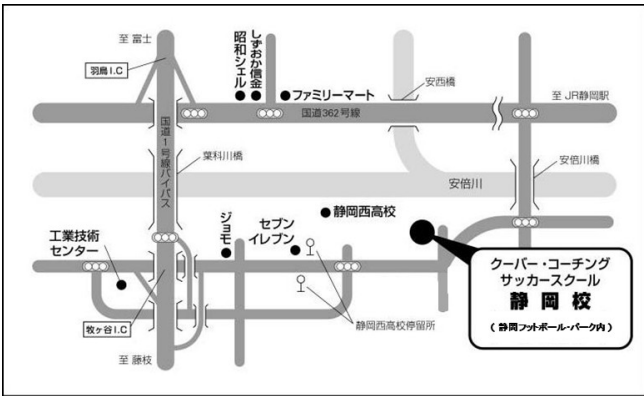 至 富士
羽鳥I.C
昭和シェル
しずおか信金
ファミリーマート
安西橋
至 JR静岡駅
国道362号線
国道1号線バイパス
葉科川橋
安倍川橋
安倍川
静岡西高校
ジョモ
セブン
イレブン
工業技術
センター
クーバー・コーチング
サッカースクール
静岡校
(静岡フットボール・パーク内)
牧ヶ谷I.C
静岡西高校停留所
至 藤枝